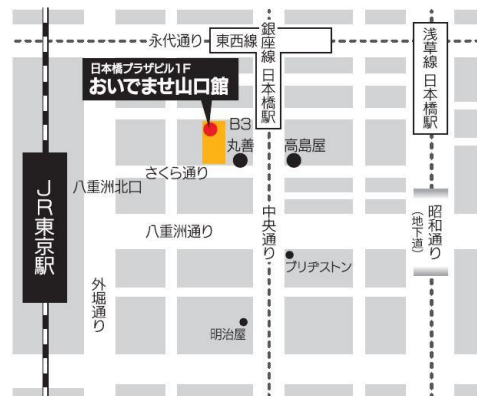 永代通り
東西線
銀座線 日本橋駅
浅草線 日本橋駅
日本橋プラザビル1F
おいでませ山口館
B3
丸善
高島屋
さくら通り
八重洲北口
JR東京駅
八重洲通り
中央通り
昭和通り
(地下道)
ブリヂストン
外堀通り
明治屋